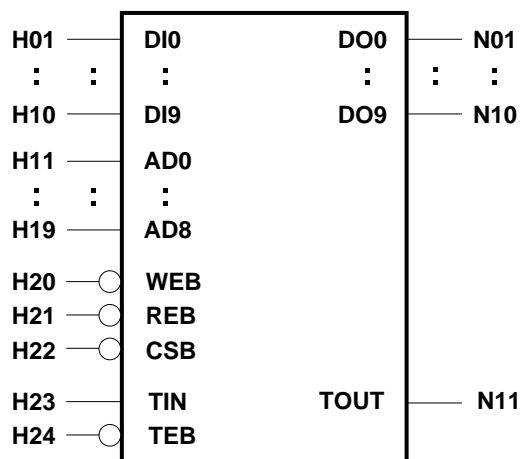 H01 DI0 DO0 N01
: : : : : :
H10 DI9 DO9 N10
H11 AD0
: : :
H19 AD8
H20 WEB
H21 REB
H22 CSB
H23 TIN TOUT N11
H24 TEB